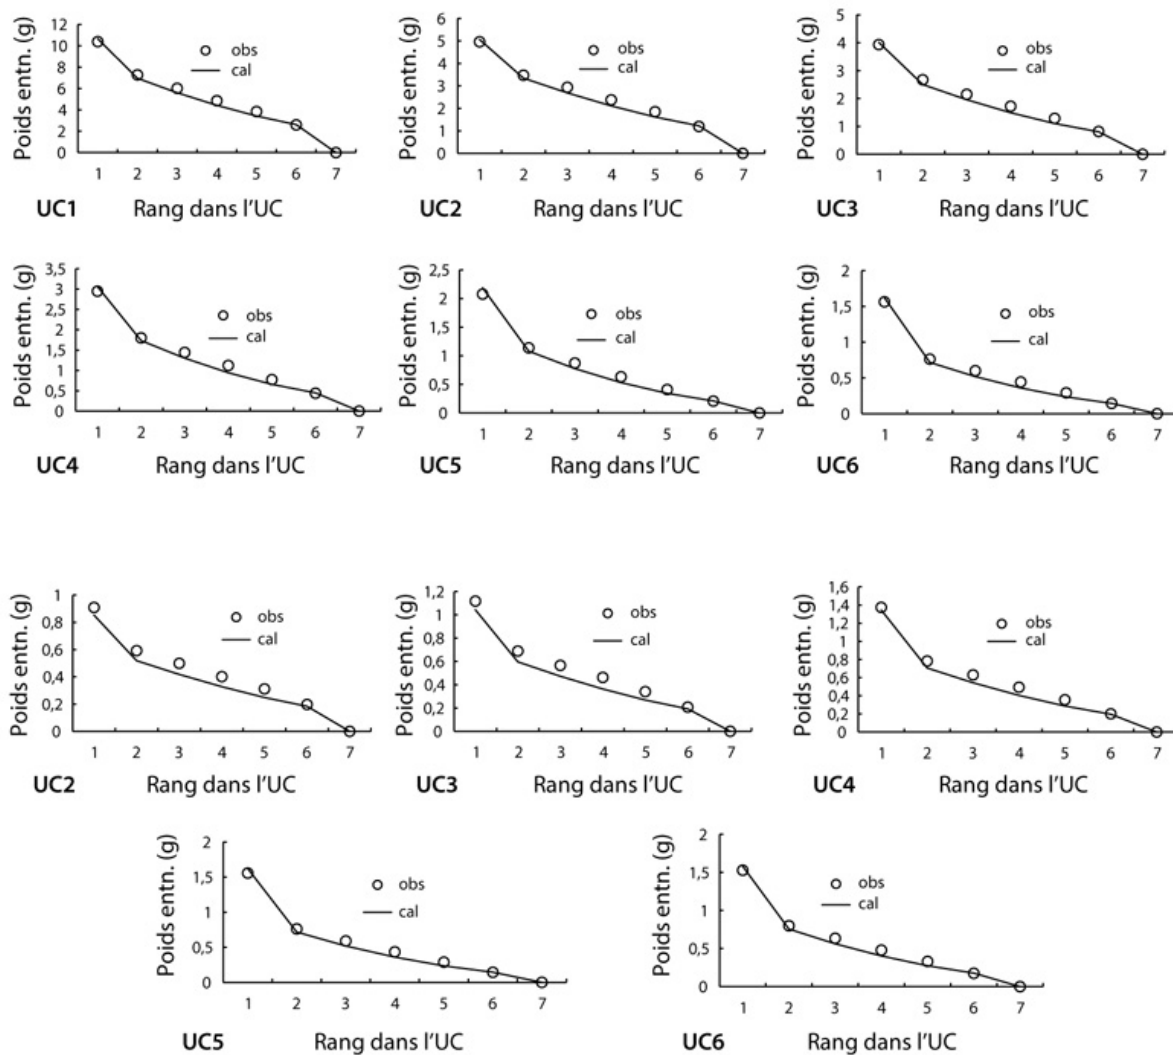 Poids entn. (g)
12
10
8
6
4
2
0
obs
cal
1 2 3 4 5 6 7
UC1 Rang dans l'UC
Poids entn. (g)
6
5
4
3
2
1
0
obs
cal
1 2 3 4 5 6 7
UC2 Rang dans l'UC
Poids entn. (g)
5
4
3
2
1
0
obs
cal
1 2 3 4 5 6 7
UC3 Rang dans l'UC
Poids entn. (g)
3,5
3
2,5
2
1,5
1
0,5
0
obs
cal
1 2 3 4 5 6 7
UC4 Rang dans l'UC
Poids entn. (g)
2,5
2
1,5
1
0,5
0
obs
cal
1 2 3 4 5 6 7
UC5 Rang dans l'UC
Poids entn. (g)
2
1,5
1
0,5
0
obs
cal
1 2 3 4 5 6 7
UC6 Rang dans l'UC
Poids entn. (g)
1
0,8
0,6
0,4
0,2
0
obs
cal
1 2 3 4 5 6 7
UC2 Rang dans l'UC
Poids entn. (g)
1,2
1
0,8
0,6
0,4
0,2
0
obs
cal
1 2 3 4 5 6 7
UC3 Rang dans l'UC
Poids entn. (g)
1,6
1,4
1,2
1
0,8
0,6
0,4
0,2
0
obs
cal
1 2 3 4 5 6 7
UC4 Rang dans l'UC
Poids entn. (g)
2
1,5
1
0,5
0
obs
cal
1 2 3 4 5 6 7
UC5 Rang dans l'UC
Poids entn. (g)
2
1,5
1
0,5
0
obs
cal
1 2 3 4 5 6 7
UC6 Rang dans l'UC